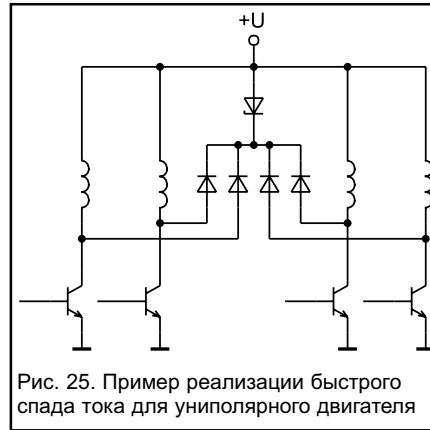 +U
Рис. 25. Пример реализации быстрого
спада тока для униполярного двигателя